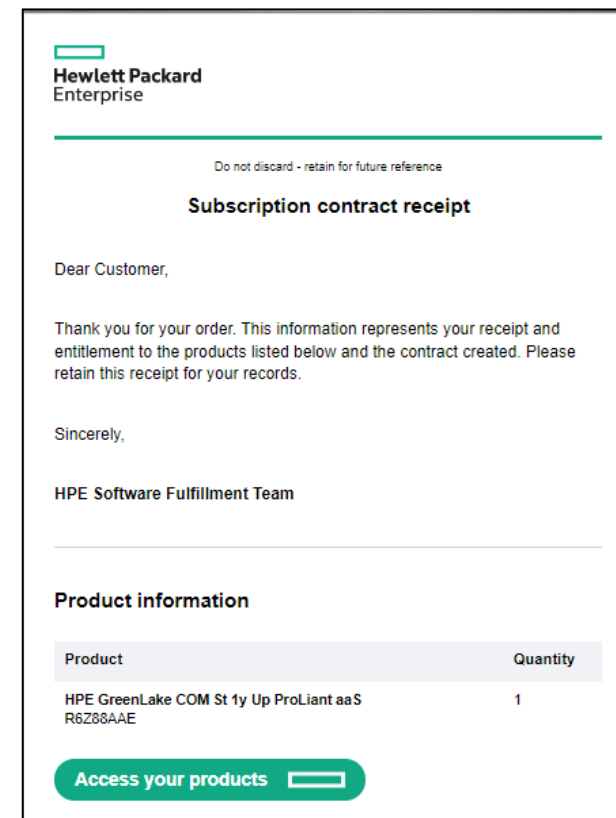 Hewlett Packard
Enterprise
Do not discard - retain for future reference
Subscription contract receipt
Dear Customer,
Thank you for your order. This information represents your receipt and
entitlement to the products listed below and the contract created. Please
retain this receipt for your records.
Sincerely,
HPE Software Fulfillment Team
Product information
Product Quantity
HPE GreenLake COM St 1y Up ProLiant aaS 1
R6Z88AAE
Access your products